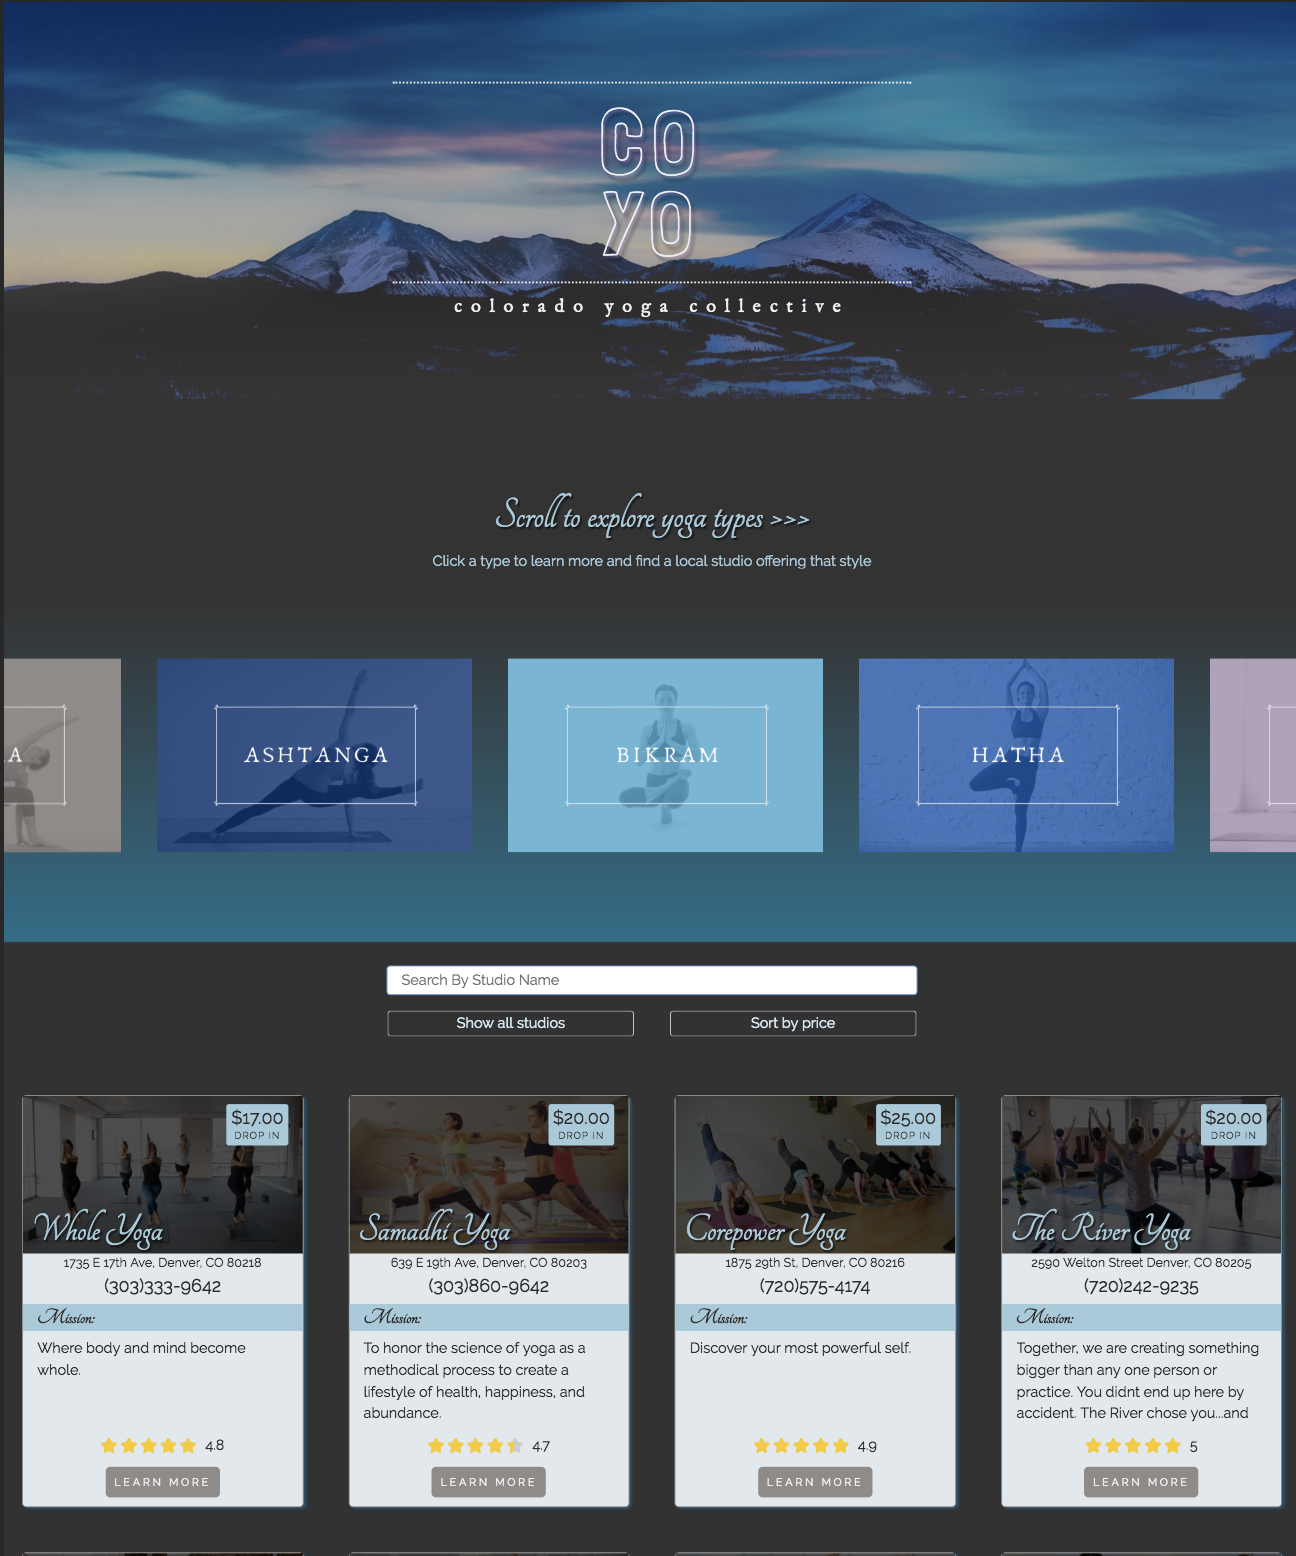 CO
YO
colorado yoga collective
Scroll to explore yoga types >>>
Click a type to learn more and find a local studio offering that style
A
ASHTANGA
BIKRAM
HATHA
Search By Studio Name
Show all studios
Sort by price
$17.00
DROP IN
Whole Yoga
1735 E 17th Ave, Denver, CO 80218
(303)333-9642
Mission:
Where body and mind become
whole.
4.8
LEARN MORE
$20.00
DROP IN
Samadhi Yoga
639 E 19th Ave, Denver, CO 80203
(303)860-9642
Mission:
To honor the science of yoga as a
methodical process to create a
lifestyle of health, happiness, and
abundance.
4.7
LEARN MORE
$25.00
DROP IN
Corepower Yoga
1875 29th St, Denver, CO 80216
(720)575-4174
Mission:
Discover your most powerful self.
4.9
LEARN MORE
$20.00
DROP IN
The River Yoga
2590 Welton Street Denver, CO 80205
(720)242-9235
Mission:
Together, we are creating something
bigger than any one person or
practice. You didnt end up here by
accident. The River chose you...and
5
LEARN MORE